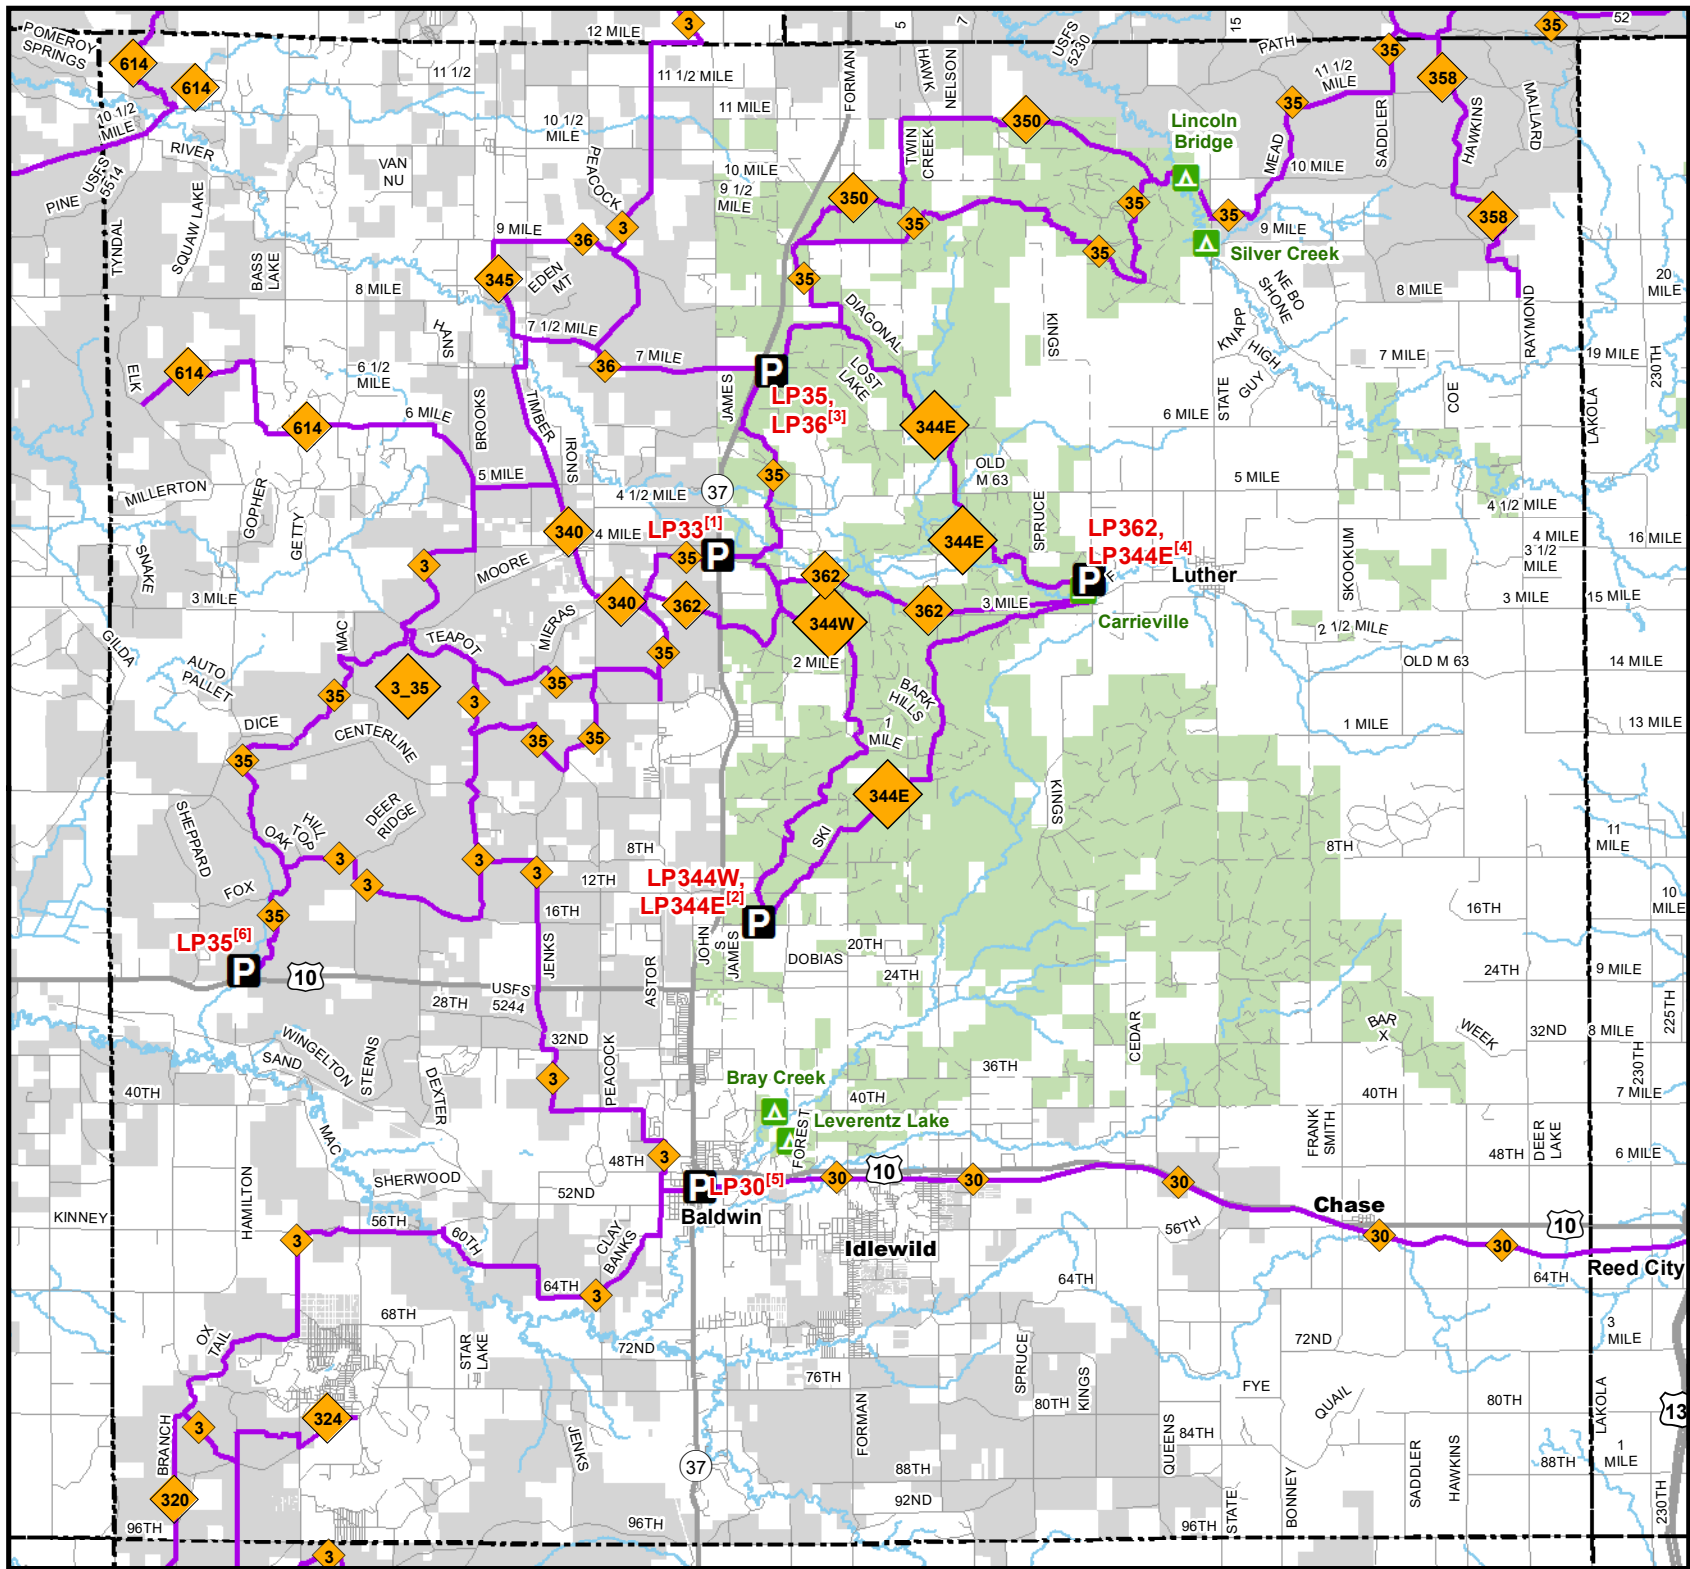 POMEROY
SPRINGS
614
614
10 1/2
MILE
11 1/2
12 MILE
3
11 1/2 MILE
11 MILE
10 1/2
MILE
10 MILE
9 1/2
MILE
FORMAN
5
7
HAWK
NELSON
USFS
5230
15
PATH
11 1/2
MILE
35
52
35
358
35
MALLARD
HAWKINS
SADDLER
MEAD
10 MILE
RIVER
USFS
5514
PINE
TYNDAL
SQUAW LAKE
BASS
LAKE
VAN
NU
PEACOCK
TWIN
CREEK
350
350
Lincoln
Bridge
35
35
35
35
9 MILE
Silver Creek
358
9 MILE
36
3
345
EDEN
MT
8 MILE
HANS
7 1/2 MILE
36
7 MILE
35
DIAGONAL
LOST
LAKE
KINGS
NE BO
SHONE
KNAPP
HIGH
GUY
STATE
8 MILE
RAYMOND
20
MILE
7 MILE
19 MILE
230TH
ELK
614
6 1/2
MILE
6 MILE
614
BROOKS
TIMBER
IRONS
JAMES
LP35,
LP36[3]
P
344E
6 MILE
COE
LAKOLA
5 MILE
5 MILE
MILLERTON
GOPHER
GETTY
SNAKE
4 1/2 MILE
37
35
OLD
M 63
SPRUCE
4 1/2 MILE
340
4 MILE
LP33[1]
P
35
344E
LP362,
LP344E[4]
P
F
Luther
Carrieville
SKOOKUM
4 MILE
3 1/2
MILE
16 MILE
3
MOORE
3 MILE
340
362
362
344W
362
3 MILE
3 MILE
15 MILE
2 1/2 MILE
GILDA
MAC
TEAPOT
MIERAS
35
2 MILE
OLD M 63
14 MILE
AUTO
PALLET
3_35
35
35
3
BARK
HILLS
DICE
CENTERLINE
35
35
35
1
MILE
1 MILE
13 MILE
SHEPPARD
OAK
HILL
TOP
DEER
RIDGE
344E
KINGS
SKI
3
3
3
3
8TH
12TH
8TH
11
MILE
FOX
35
LP35[6]
P
10
16TH
JENKS
LP344W,
LP344E[2]
P
JOHN
S
JAMES
20TH
DOBIAS
24TH
16TH
10
MILE
24TH
9 MILE
USFS
5244
28TH
ASTOR
WINGELTON
SAND
STERNS
DEXTER
32ND
PEACOCK
3
CEDAR
36TH
BAR
X
WEEK
32ND
8 MILE
225TH
230TH
40TH
40TH
40TH
7 MILE
Bray Creek
Leverentz Lake
FOREST
FRANK
SMITH
DEER
LAKE
48TH
6 MILE
MAC
48TH
3
HAMILTON
SHERWOOD
52ND
P
LP30[5]
Baldwin
30
10
30
30
Chase
56TH
30
10
30
Reed City
KINNEY
56TH
60TH
3
CLAY
BANKS
Idlewild
64TH
3
64TH
64TH
OX
TAIL
68TH
STAR
LAKE
72ND
72ND
3
MILE
76TH
SPRUCE
KINGS
80TH
FYE
QUAIL
80TH
LAKOLA
13
324
3
BRANCH
320
JENKS
37
FORMAN
88TH
92ND
QUEENS
84TH
STATE
BONNEY
SADDLER
HAWKINS
88TH
1
MILE
230TH
96TH
3
96TH
96TH